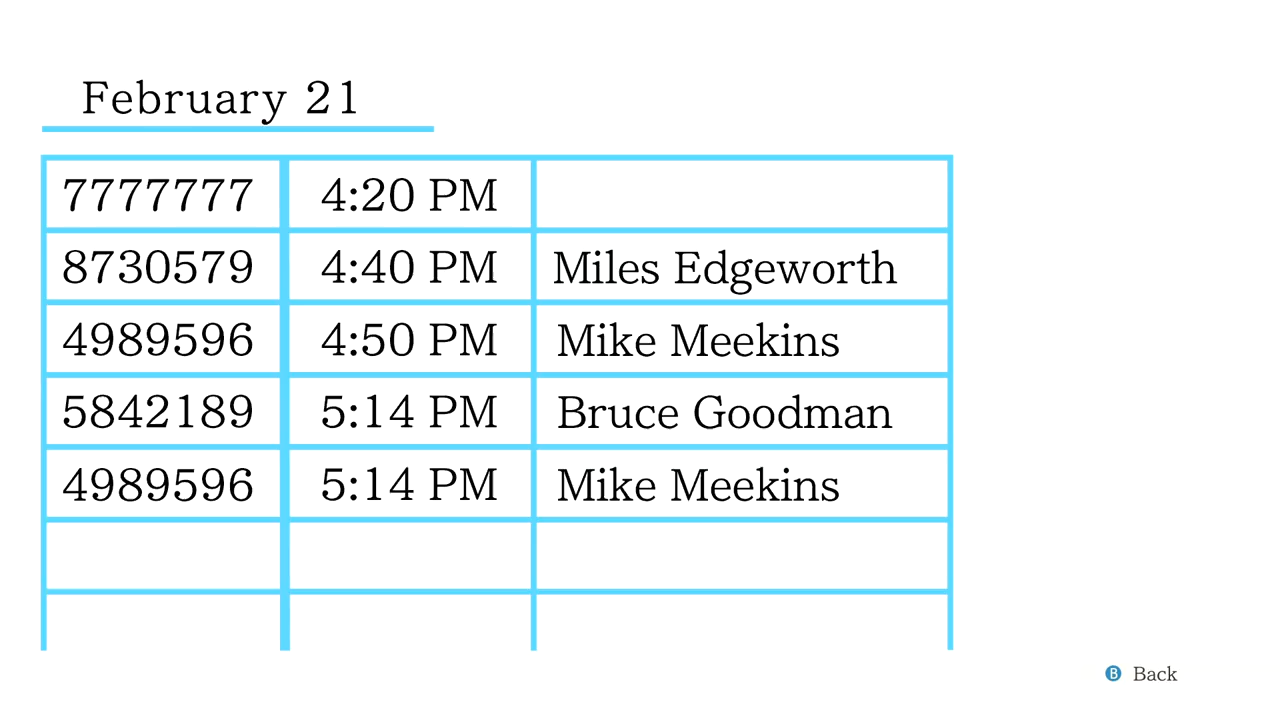 February 21
7777777 4:20 PM
8730579 4:40 PM Miles Edgeworth
4989596 4:50 PM Mike Meekins
5842189 5:14 PM Bruce Goodman
4989596 5:14 PM Mike Meekins
B Back